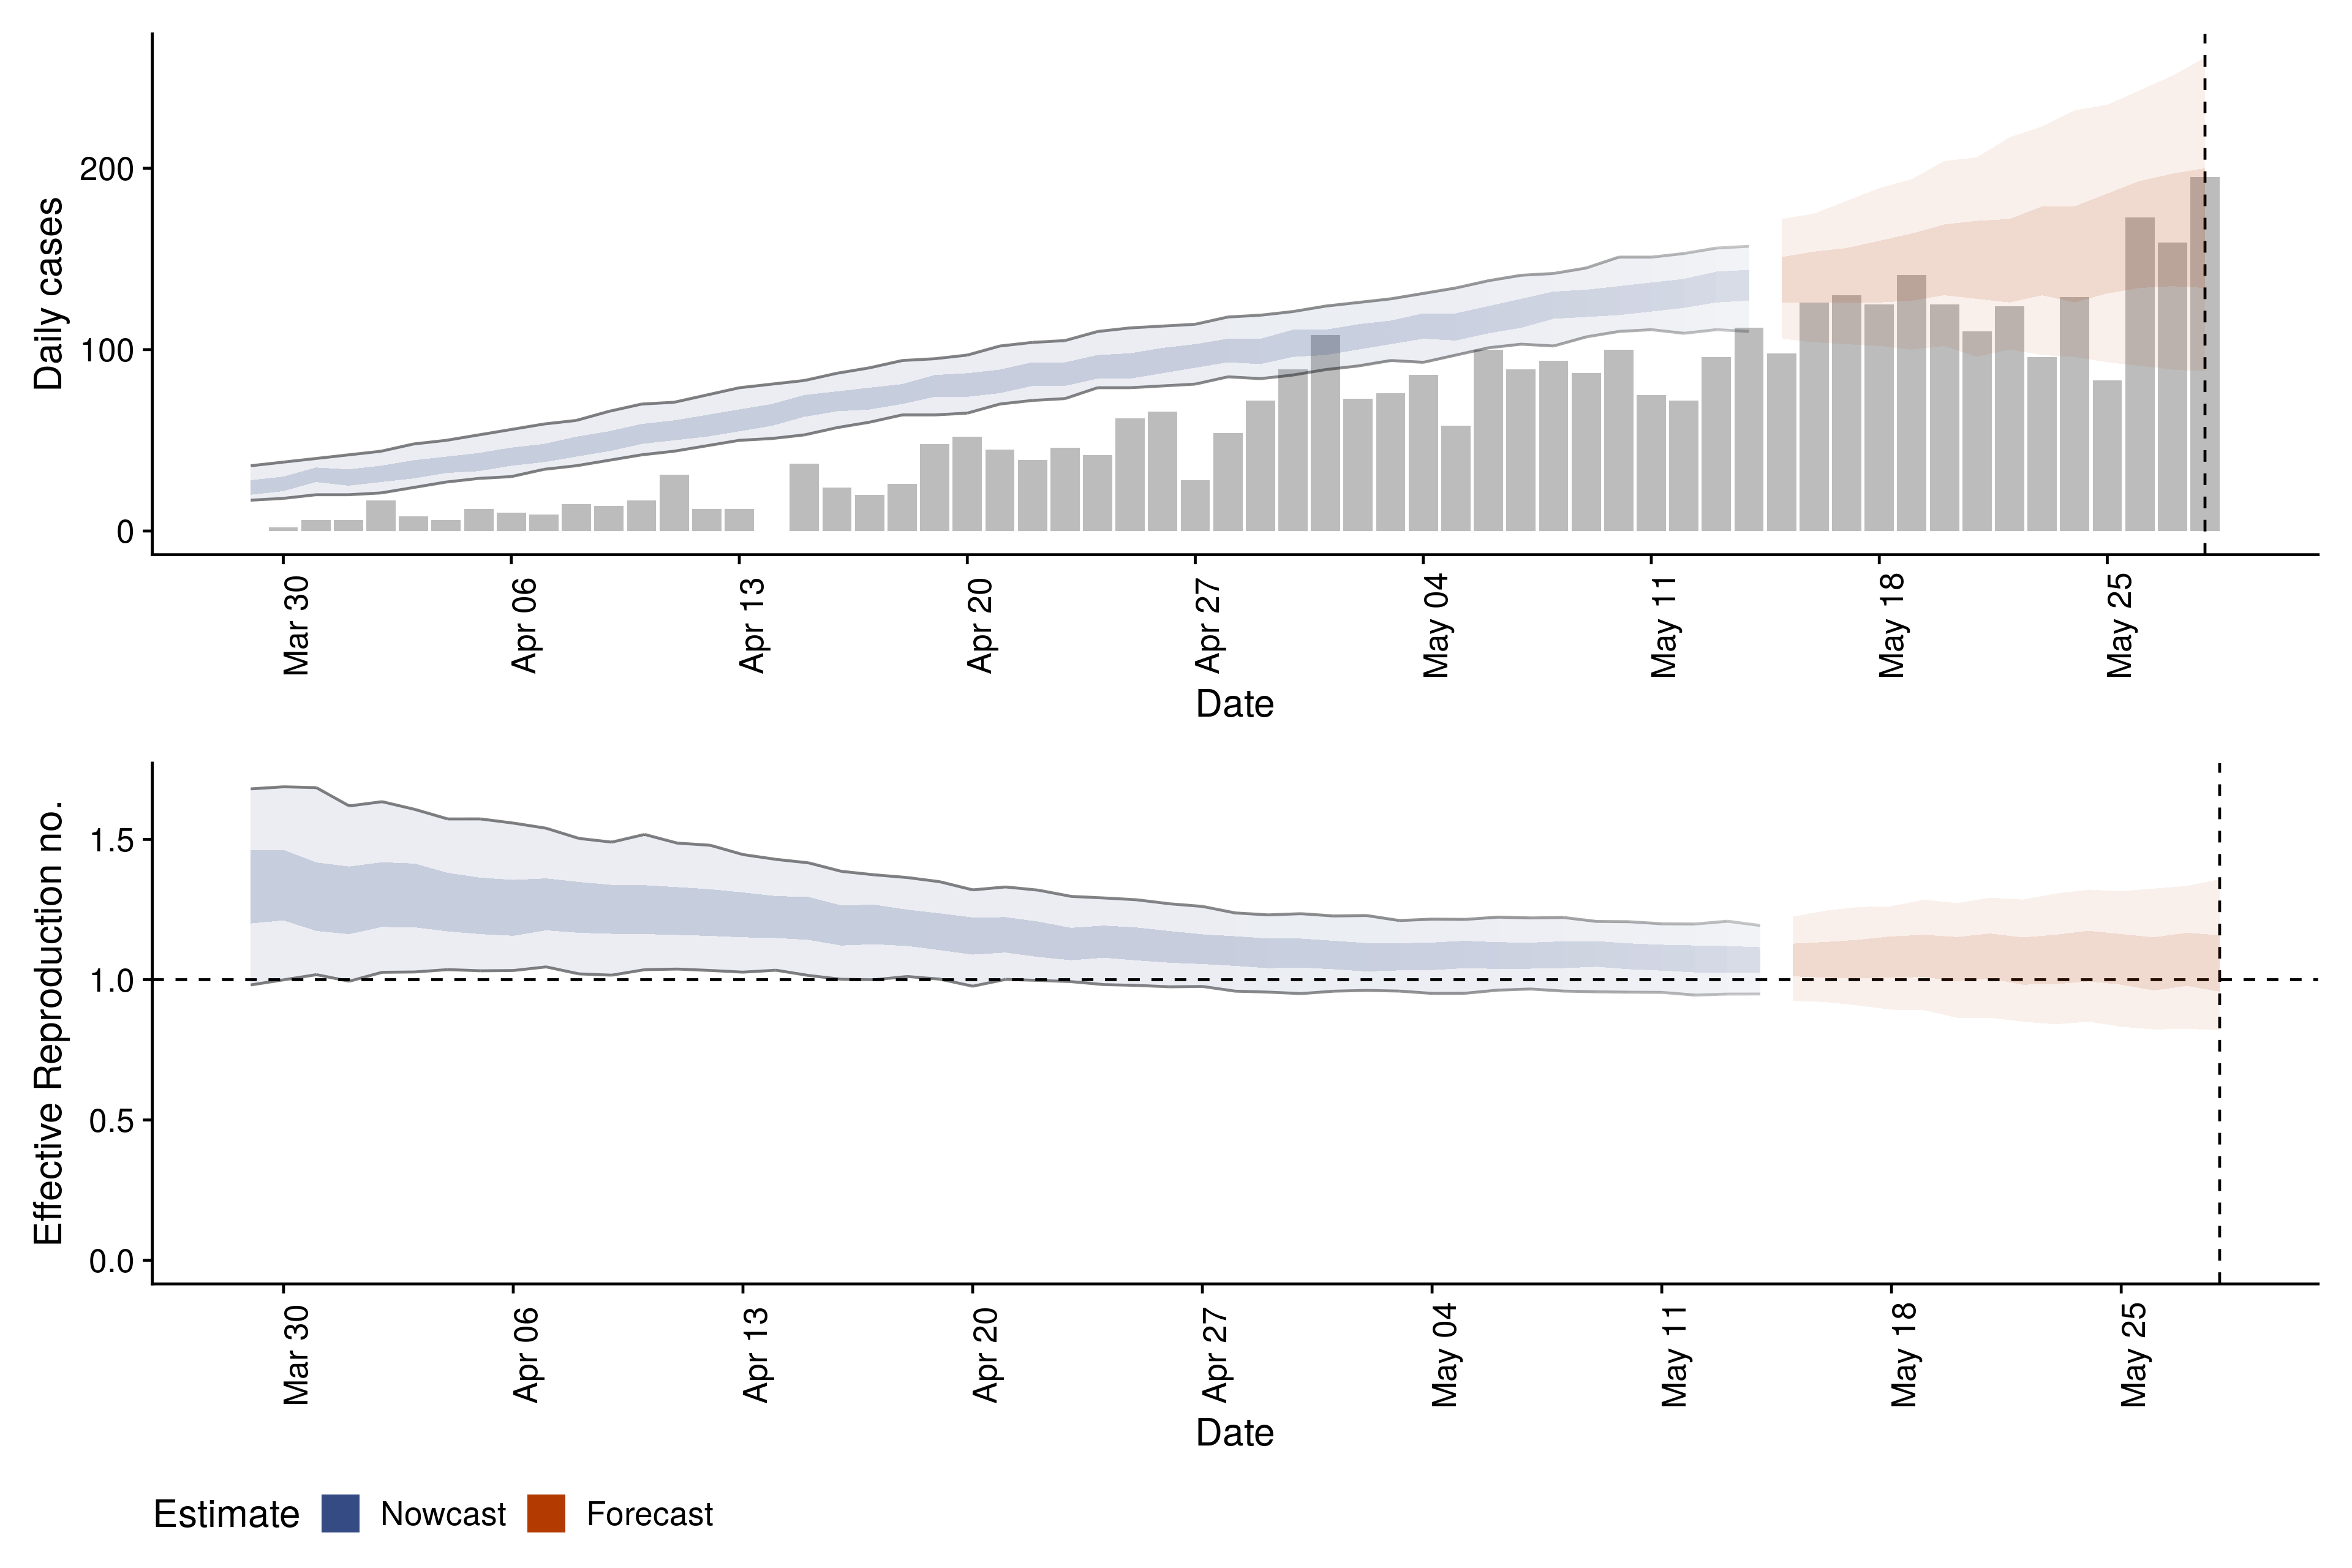 Daily cases
200
100
0
Mar 30
Apr 06
Apr 13
Apr 20
Apr 27
May 04
May 11
May 18
May 25
Date
Effective Reproduction no.
1.5
1.0
0.5
0.0
Mar 30
Apr 06
Apr 13
Apr 20
Apr 27
May 04
May 11
May 18
May 25
Date
Estimate Nowcast Forecast